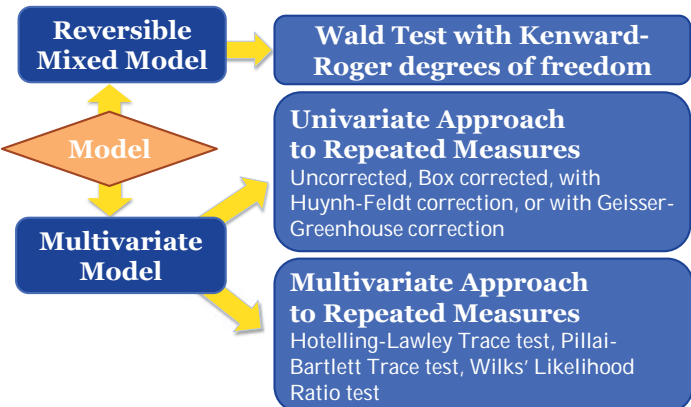 Reversible
Mixed Model
Wald Test with Kenward-
Roger degrees of freedom
Model
Univariate Approach
to Repeated Measures
Uncorrected, Box corrected, with
Huynh-Feldt correction, or with Geisser-
Greenhouse correction
Multivariate
Model
Multivariate Approach
to Repeated Measures
Hotelling-Lawley Trace test, Pillai-
Bartlett Trace test, Wilks' Likelihood
Ratio test